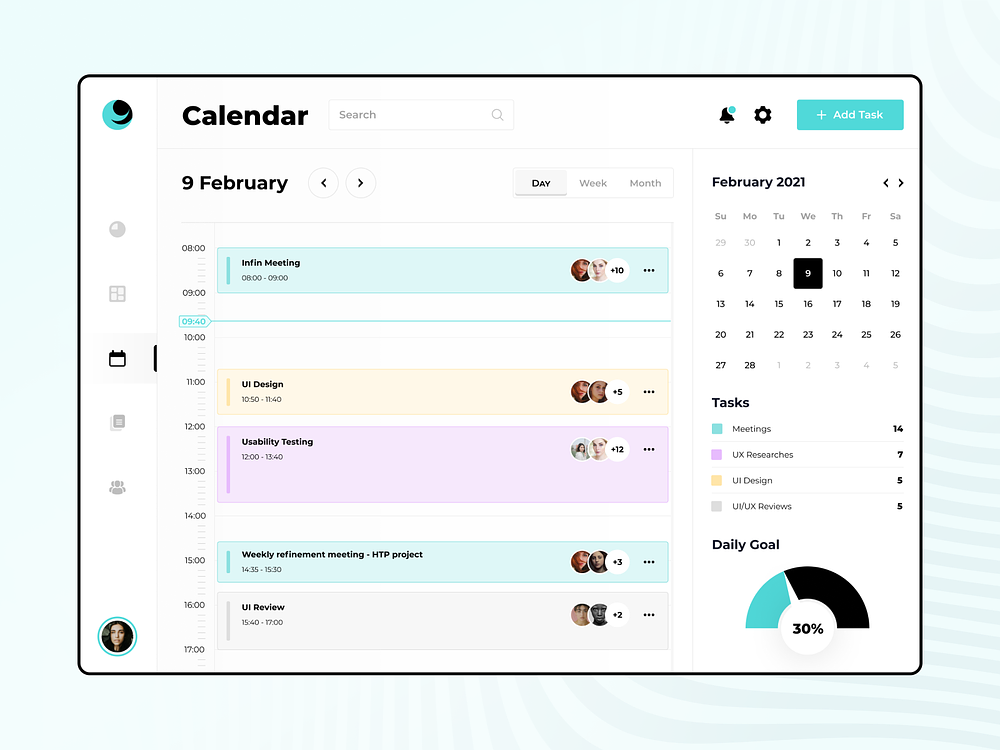 Calendar
Search
+ Add Task
9 February
Day Week Month
08:00
Infin Meeting
08:00 - 09:00
+10
09:00
09:40
10:00
11:00
UI Design
10:50 - 11:40
+5
12:00
Usability Testing
12:00 - 13:40
+12
13:00
14:00
15:00
Weekly refinement meeting - HTP project
14:35 - 15:30
+3
16:00
UI Review
15:40 - 17:00
+2
17:00
February 2021
Su Mo Tu We Th Fr Sa
29 30 1 2 3 4 5
6 7 8 9 10 11 12
13 14 15 16 17 18 19
20 21 22 23 24 25 26
27 28 1 2 3 4 5
Tasks
Meetings 14
UX Researches 7
UI Design 5
UI/UX Reviews 5
Daily Goal
30%